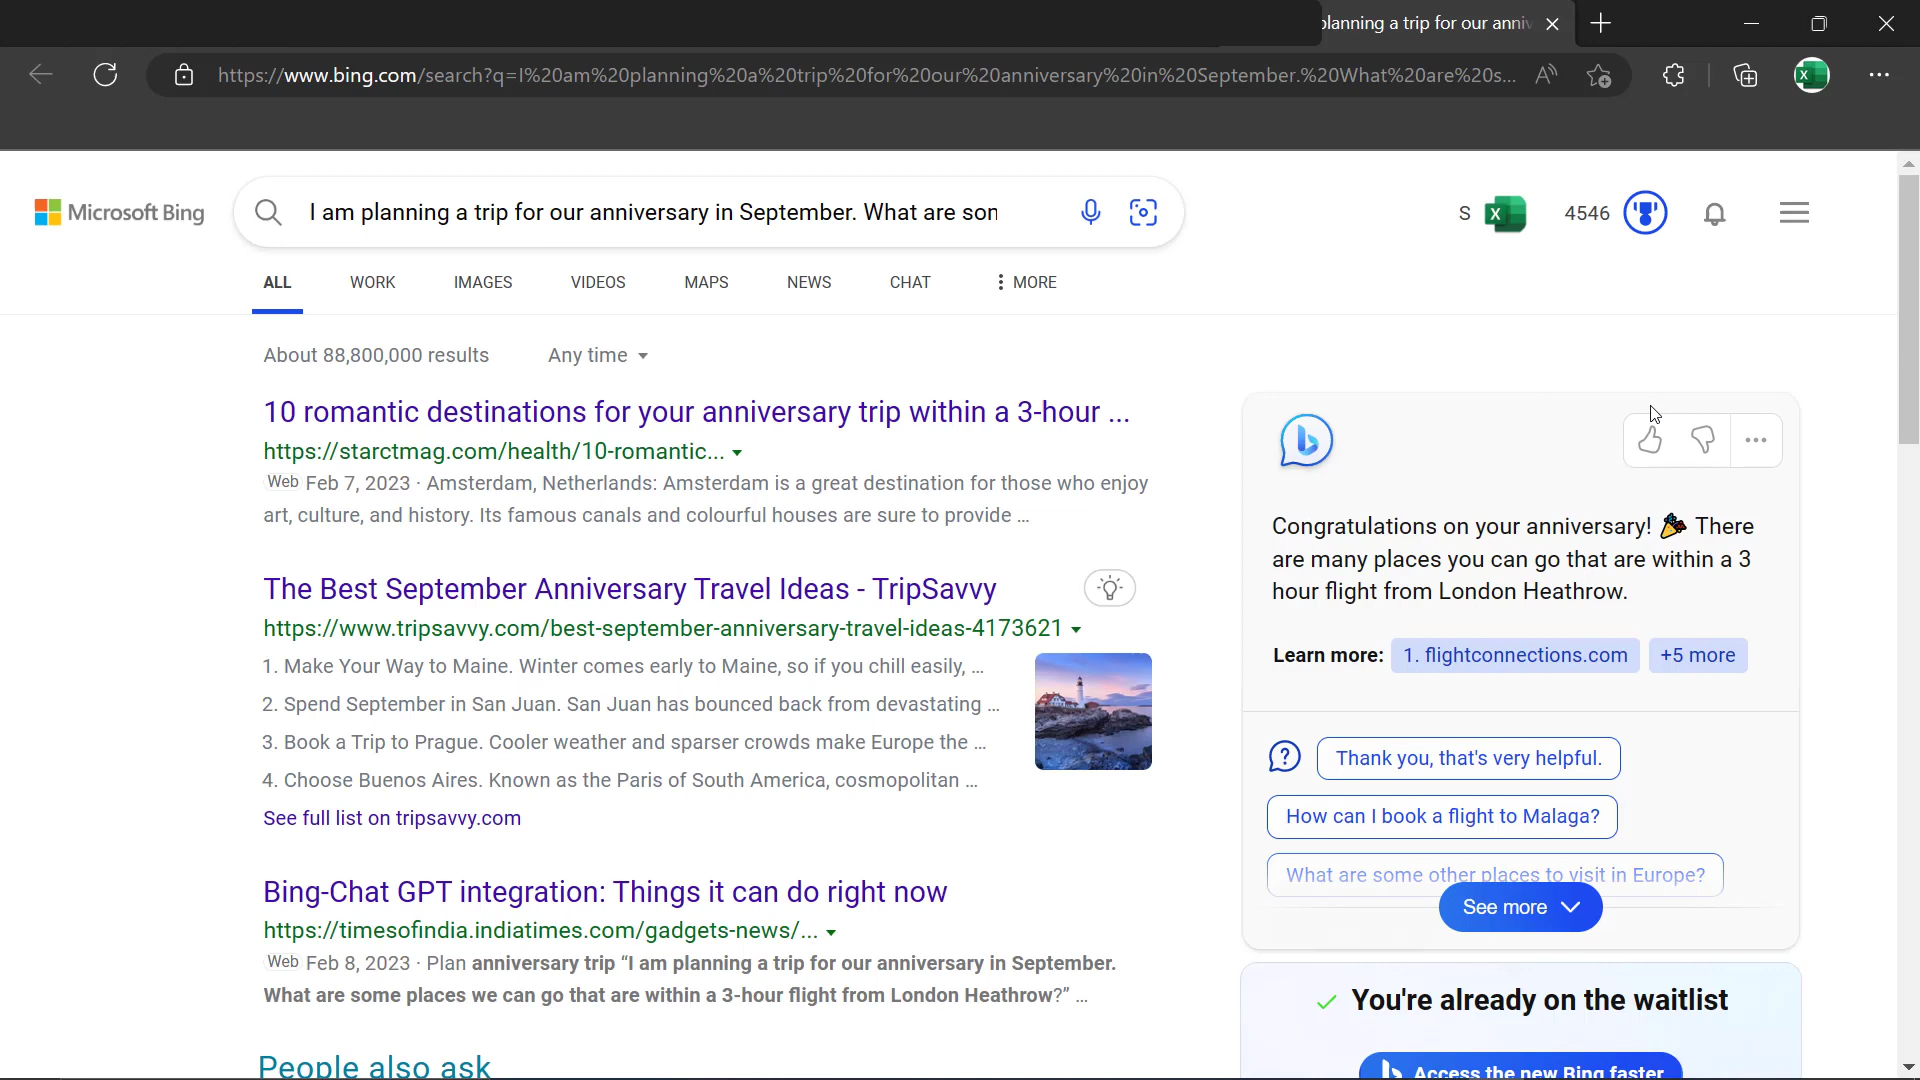 planning a trip for our anniv
https://www.bing.com/search?q=I%20am%20planning%20a%20trip%20for%20our%20anniversary%20in%20September.%20What%20are%20s...
Microsoft Bing
I am planning a trip for our anniversary in September. What are son
S
4546
ALL WORK IMAGES VIDEOS MAPS NEWS CHAT MORE
About 88,800,000 results Any time
10 romantic destinations for your anniversary trip within a 3-hour ...
https://starctmag.com/health/10-romantic...
Web Feb 7, 2023 · Amsterdam, Netherlands: Amsterdam is a great destination for those who enjoy
art, culture, and history. Its famous canals and colourful houses are sure to provide ...
The Best September Anniversary Travel Ideas - TripSavvy
https://www.tripsavvy.com/best-september-anniversary-travel-ideas-4173621
1. Make Your Way to Maine. Winter comes early to Maine, so if you chill easily, ...
2. Spend September in San Juan. San Juan has bounced back from devastating ...
3. Book a Trip to Prague. Cooler weather and sparser crowds make Europe the ...
4. Choose Buenos Aires. Known as the Paris of South America, cosmopolitan ...
See full list on tripsavvy.com
Bing-Chat GPT integration: Things it can do right now
https://timesofindia.indiatimes.com/gadgets-news/...
Web Feb 8, 2023 · Plan anniversary trip “I am planning a trip for our anniversary in September.
What are some places we can go that are within a 3-hour flight from London Heathrow?” ...
People also ask
Congratulations on your anniversary! 🎉 There
are many places you can go that are within a 3
hour flight from London Heathrow.
Learn more: 1. flightconnections.com +5 more
Thank you, that's very helpful.
How can I book a flight to Malaga?
What are some other places to visit in Europe?
See more
You're already on the waitlist
Access the new Bing faster